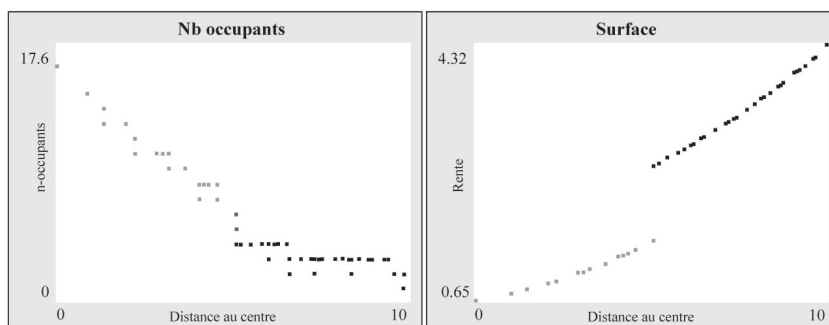 Nb occupants
17.6
n-occupants
0
0
Distance au centre
10
Surface
4.32
Rente
0.65
0
Distance au centre
10